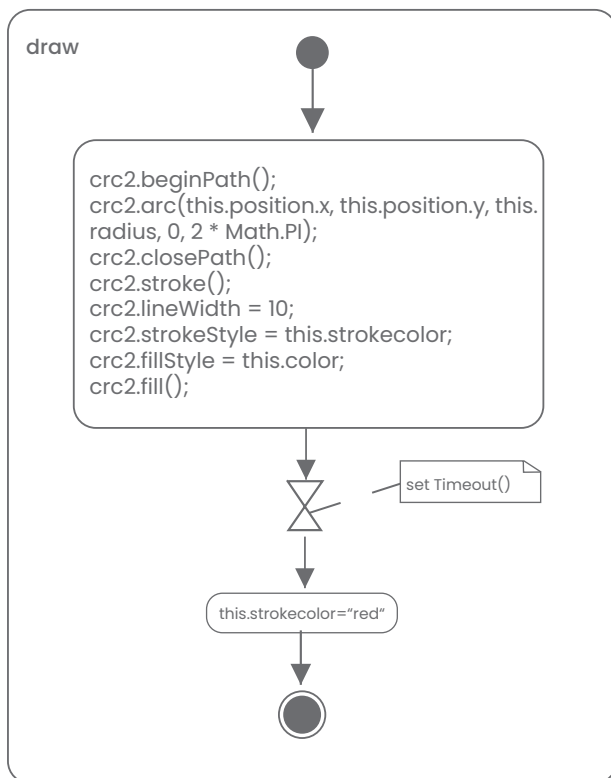 draw
crc2.beginPath();
crc2.arc(this.position.x, this.position.y, this.
radius, 0, 2 * Math.PI);
crc2.closePath();
crc2.stroke();
crc2.lineWidth = 10;
crc2.strokeStyle = this.strokecolor;
crc2.fillStyle = this.color;
crc2.fill();
set Timeout()
this.strokecolor=“red“